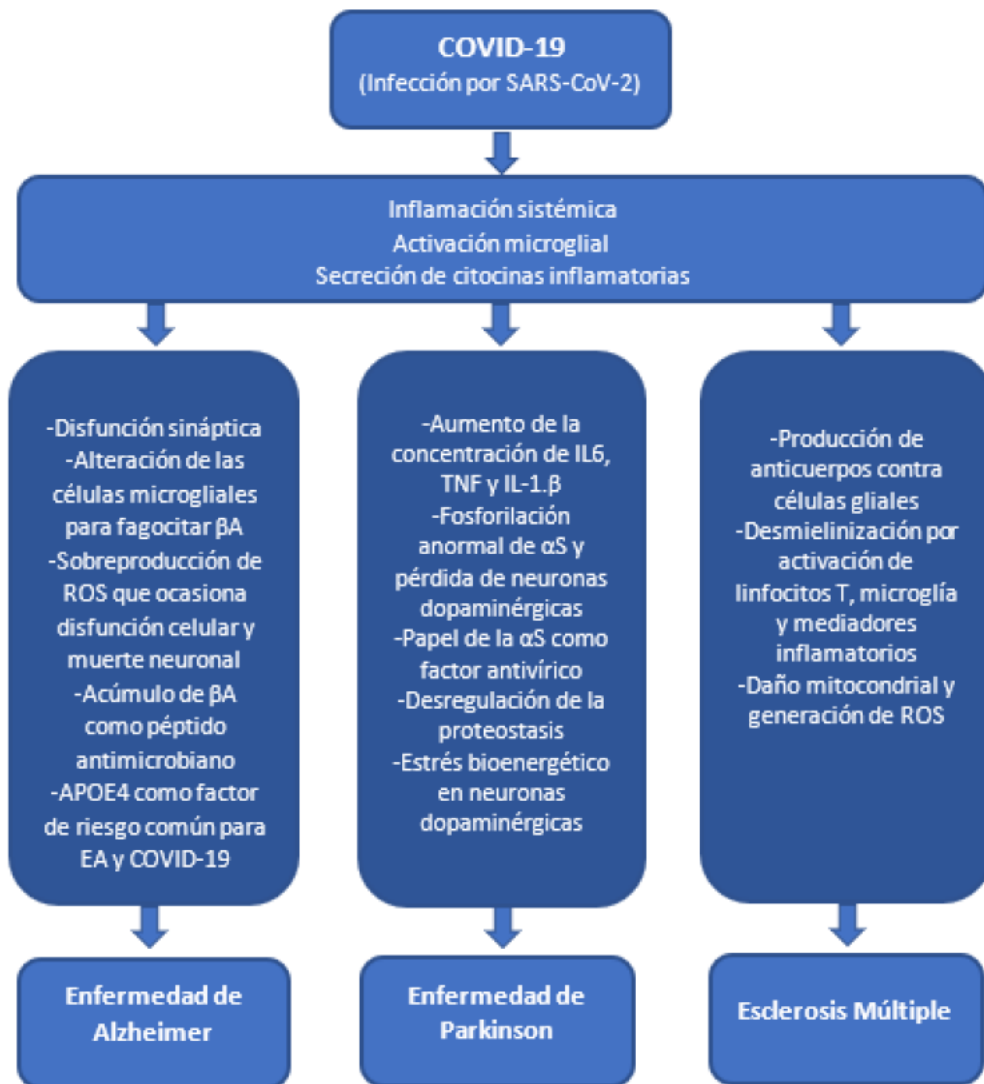 COVID-19
(Infección por SARS-CoV-2)
Inflamación sistémica
Activación microglial
Secreción de citocinas inflamatorias
-Disfunción sináptica
-Alteración de las
células microgliales
para fagocitar βA
-Sobreproducción de
ROS que ocasiona
disfunción celular y
muerte neuronal
-Acúmulo de βA
como péptido
antimicrobiano
-APOE4 como factor
de riesgo común para
EA y COVID-19
-Aumento de la
concentración de IL6,
TNF y IL-1.β
-Fosforilación
anormal de αS y
pérdida de neuronas
dopaminérgicas
-Papel de la αS como
factor antivírico
-Desregulación de la
proteostasis
-Estrés bioenergético
en neuronas
dopaminérgicas
-Producción de
anticuerpos contra
células gliales
-Desmielinización por
activación de
linfocitos T, microglía
y mediadores
inflamatorios
-Daño mitocondrial y
generación de ROS
Enfermedad de
Alzheimer
Enfermedad de
Parkinson
Esclerosis Múltiple